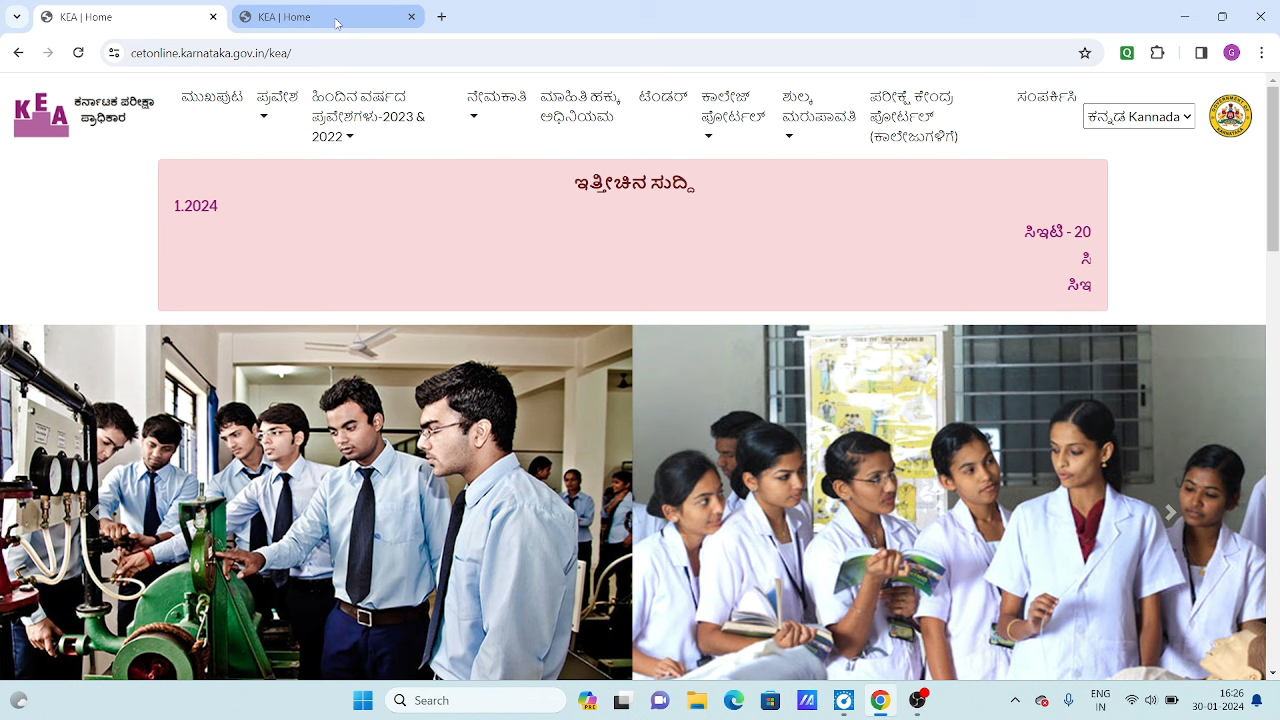 KEA | Home
KEA | Home
cetonline.karnataka.gov.in/kea/
G
KEA
ಕರ್ನಾಟಕ ಪರೀಕ್ಷಾ
ಪ್ರಾಧಿಕಾರ
ಮುಖಪುಟ
ಪ್ರವೇಶ
ಹಿಂದಿನ ವರ್ಷದ
ಪ್ರವೇಶಗಳು-2023 &
2022
ನೇಮಕಾತಿ
ಮಾಹಿತಿ ಹಕ್ಕು
ಅಧಿನಿಯಮ
ಟೆಂಡರ್
ಕಾಲೇಜು
ಪೋರ್ಟಲ್
ಶುಲ್ಕ
ಮರುಪಾವತಿ
ಪರೀಕ್ಷಾ ಕೇಂದ್ರ
ಪೋರ್ಟಲ್
(ಕಾಲೇಜುಗಳಿಗೆ)
ಸಂಪರ್ಕಿಸಿ
ಕನ್ನಡ Kannada
ಇತ್ತೀಚಿನ ಸುದ್ದಿ
1.2024
ಸಿಇಟಿ - 20
ಸಿ
ಸಿಇ
Search
ENG
IN
16:26
30-01-2024